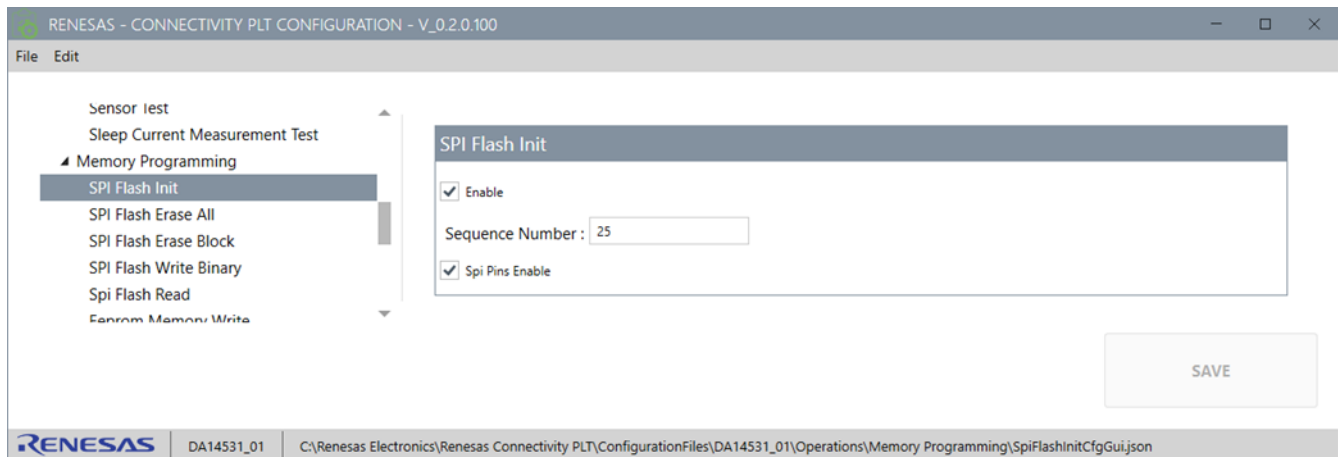 RENESAS - CONNECTIVITY PLT CONFIGURATION - V_0.2.0.100
File Edit
Sensor Test
Sleep Current Measurement Test
Memory Programming
SPI Flash Init
SPI Flash Erase All
SPI Flash Erase Block
SPI Flash Write Binary
Spi Flash Read
Eeprom Memory Write
SPI Flash Init
Enable
Sequence Number : 25
Spi Pins Enable
SAVE
RENESAS DA14531_01 C:\Renesas Electronics\Renesas Connectivity PLT\ConfigurationFiles\DA14531_01\Operations\Memory Programming\SpiFlashInitCfgGui.json